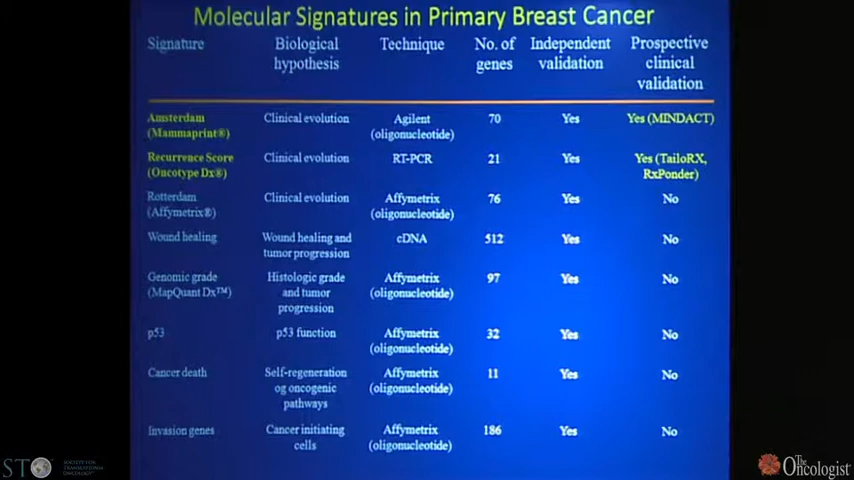 Molecular Signatures in Primary Breast Cancer
Signature Biological hypothesis Technique No. of genes Independent validation Prospective clinical validation
Amsterdam (Mammaprint®) Clinical evolution Agilent (oligonucleotide) 70 Yes Yes (MINDACT)
Recurrence Score (Oncotype Dx®) Clinical evolution RT-PCR 21 Yes Yes (TailoRX, RxPonder)
Rotterdam (Affymetrix®) Clinical evolution Affymetrix (oligonucleotide) 76 Yes No
Wound healing Wound healing and tumor progression cDNA 512 Yes No
Genomic grade (MapQuant Dx™) Histologic grade and tumor progression Affymetrix (oligonucleotide) 97 Yes No
p53 p53 function Affymetrix (oligonucleotide) 32 Yes No
Cancer death Self-regeneration og oncogenic pathways Affymetrix (oligonucleotide) 11 Yes No
Invasion genes Cancer initiating cells Affymetrix (oligonucleotide) 186 Yes No
STO
SOCIETY FOR
TRANSLATIONAL
ONCOLOGY
The
Oncologist